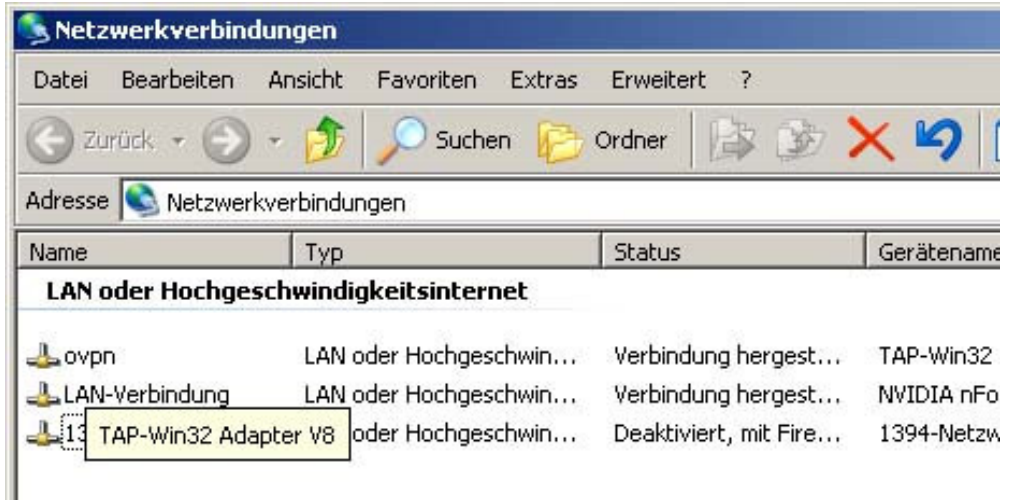 Netzwerkverbindungen
Datei Bearbeiten Ansicht Favoriten Extras Erweitert ?
Zurück Suchen Ordner
Adresse Netzwerkverbindungen
Name Typ Status Gerätename
LAN oder Hochgeschwindigkeitsinternet
ovpn LAN oder Hochgeschwin... Verbindung hergest... TAP-Win32
LAN-Verbindung LAN oder Hochgeschwin... Verbindung hergest... NVIDIA nFo
13 TAP-Win32 Adapter V8 oder Hochgeschwin... Deaktiviert, mit Fire... 1394-Netzw